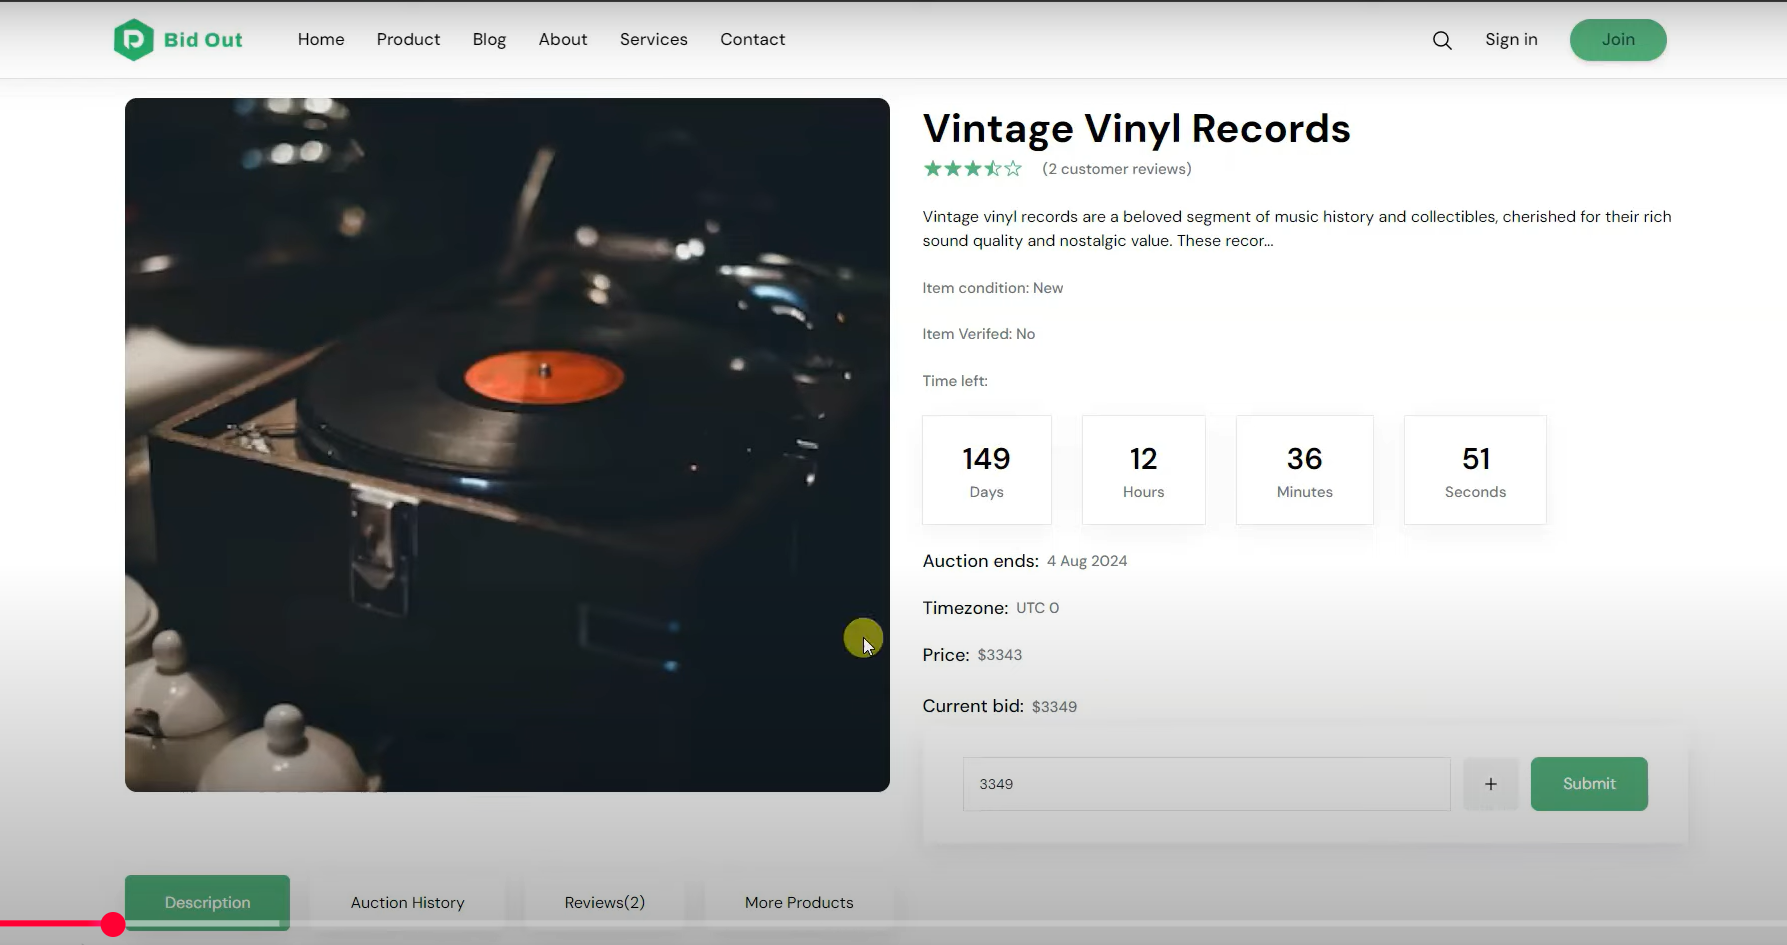 Bid Out
Home Product Blog About Services Contact
Sign in Join
Vintage Vinyl Records
(2 customer reviews)
Vintage vinyl records are a beloved segment of music history and collectibles, cherished for their rich
sound quality and nostalgic value. These recor...
Item condition: New
Item Verifed: No
Time left:
149 12 36 51
Days Hours Minutes Seconds
Auction ends: 4 Aug 2024
Timezone: UTC 0
Price: $3343
Current bid: $3349
3349 + Submit
Description Auction History Reviews(2) More Products